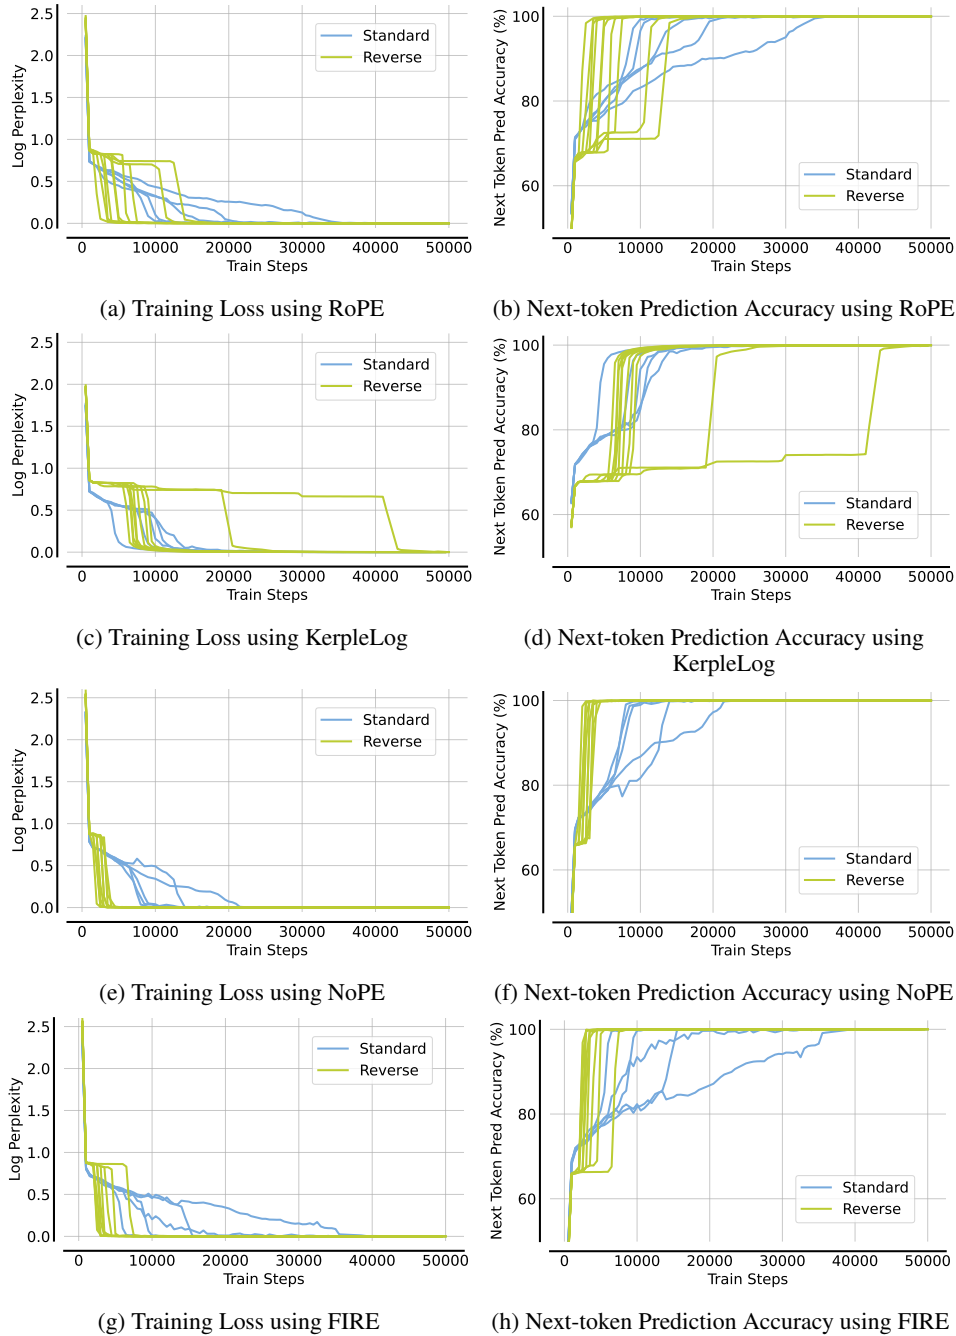 2.5
2.0
1.5
1.0
0.5
0.0
Log Perplexity
Standard
Reverse
0 10000 20000 30000 40000 50000
Train Steps
100
80
60
Next Token Pred Accuracy (%)
Standard
Reverse
0 10000 20000 30000 40000 50000
Train Steps
(a) Training Loss using RoPE
(b) Next-token Prediction Accuracy using RoPE
2.5
2.0
1.5
1.0
0.5
0.0
Log Perplexity
Standard
Reverse
0 10000 20000 30000 40000 50000
Train Steps
100
80
60
Next Token Pred Accuracy (%)
Standard
Reverse
0 10000 20000 30000 40000 50000
Train Steps
(c) Training Loss using KerpleLog
(d) Next-token Prediction Accuracy using
KerpleLog
2.5
2.0
1.5
1.0
0.5
0.0
Log Perplexity
Standard
Reverse
0 10000 20000 30000 40000 50000
Train Steps
100
80
60
Next Token Pred Accuracy (%)
Standard
Reverse
0 10000 20000 30000 40000 50000
Train Steps
(e) Training Loss using NoPE
(f) Next-token Prediction Accuracy using NoPE
2.5
2.0
1.5
1.0
0.5
0.0
Log Perplexity
Standard
Reverse
0 10000 20000 30000 40000 50000
Train Steps
100
80
60
Next Token Pred Accuracy (%)
Standard
Reverse
0 10000 20000 30000 40000 50000
Train Steps
(g) Training Loss using FIRE
(h) Next-token Prediction Accuracy using FIRE